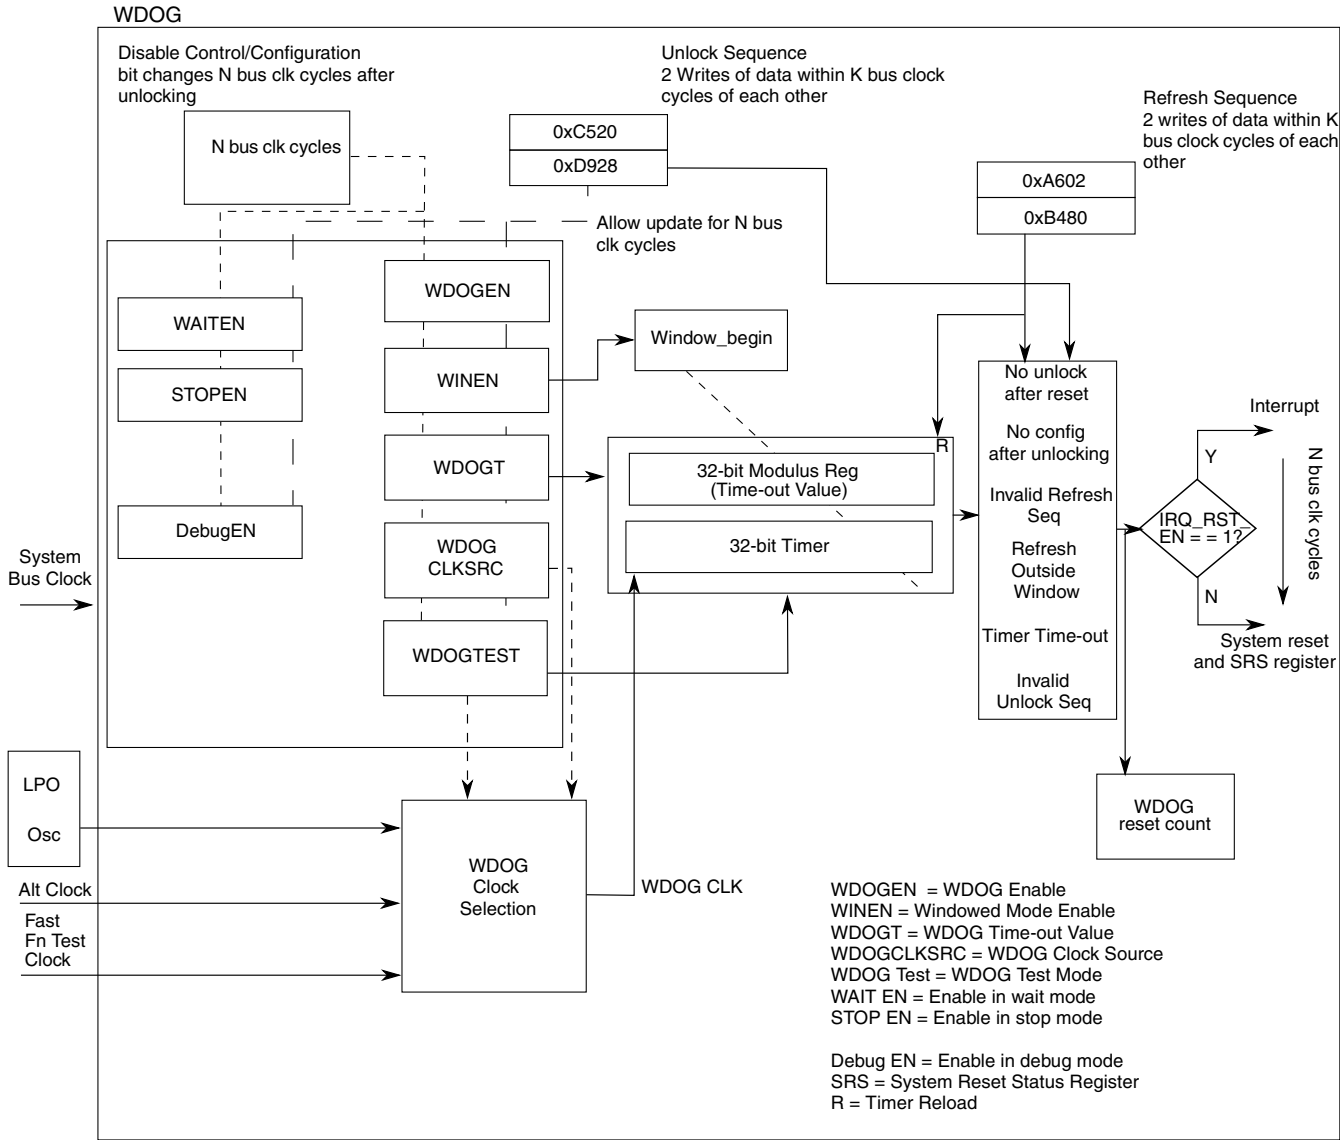 WDOG
Disable Control/Configuration
bit changes N bus clk cycles after
unlocking
Unlock Sequence
2 Writes of data within K bus clock
cycles of each other
Refresh Sequence
2 writes of data within K
bus clock cycles of each
other
N bus clk cycles
0xC520
0xD928
0xA602
0xB480
Allow update for N bus
clk cycles
WDOGEN
WAITEN
WINEN
STOPEN
WDOGT
DebugEN
WDOG
CLKSRC
WDOGTEST
Window_begin
R
32-bit Modulus Reg
(Time-out Value)
32-bit Timer
No unlock
after reset
No config
after unlocking
Invalid Refresh
Seq
Refresh
Outside
Window
Timer Time-out
Invalid
Unlock Seq
Interrupt
Y
IRQ_RST_
EN = = 1?
N
N bus clk cycles
System reset
and SRS register
System
Bus Clock
LPO
Osc
Alt Clock
Fast
Fn Test
Clock
WDOG
Clock
Selection
WDOG CLK
WDOG
reset count
WDOGEN = WDOG Enable
WINEN = Windowed Mode Enable
WDOGT = WDOG Time-out Value
WDOGCLKSRC = WDOG Clock Source
WDOG Test = WDOG Test Mode
WAIT EN = Enable in wait mode
STOP EN = Enable in stop mode
Debug EN = Enable in debug mode
SRS = System Reset Status Register
R = Timer Reload